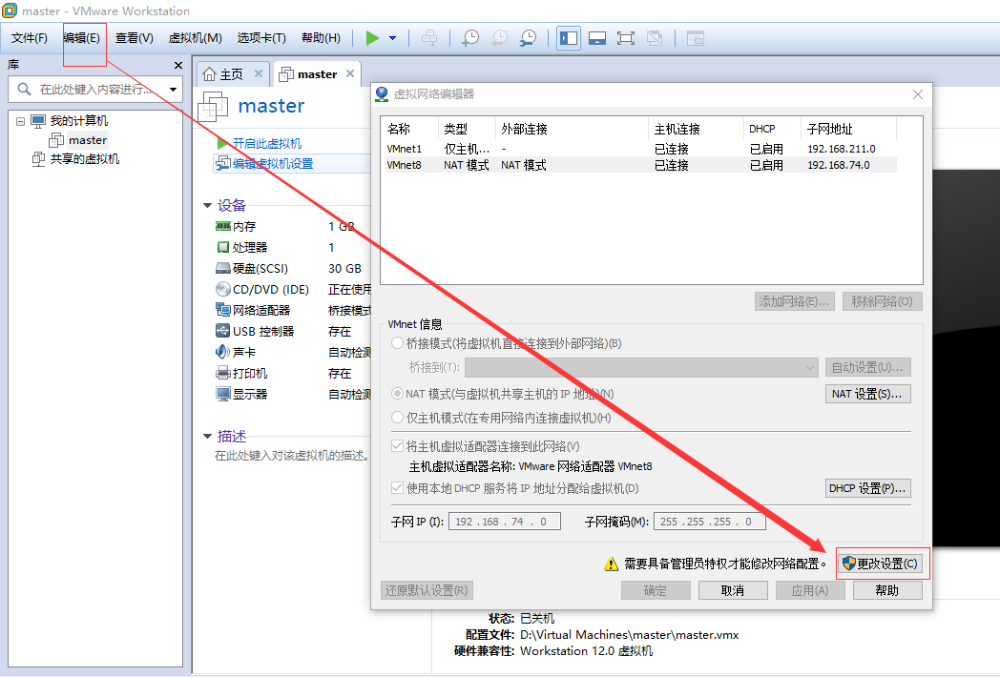 master - VMware Workstation
文件(F) 编辑(E) 查看(V) 虚拟机(M) 选项卡(T) 帮助(H)
库
在此处键入内容进行...
我的计算机
master
共享的虚拟机
主页 master
master
开启此虚拟机
编辑虚拟机设置
设备
内存 1 GB
处理器 1
硬盘(SCSI) 30 GB
CD/DVD (IDE) 正在使用
网络适配器 桥接模式
USB 控制器 存在
声卡 自动检测
打印机 存在
显示器 自动检测
描述
在此处键入对该虚拟机的描述。
虚拟网络编辑器
名称 类型 外部连接 主机连接 DHCP 子网地址
VMnet1 仅主机... - 已连接 已启用 192.168.211.0
VMnet8 NAT 模式 NAT 模式 已连接 已启用 192.168.74.0
添加网络(E)... 移除网络(O)
VMnet 信息
桥接模式(将虚拟机直接连接到外部网络)(B)
桥接到(T): 自动设置(U)...
NAT 模式(与虚拟机共享主机的 IP 地址)(N) NAT 设置(S)...
仅主机模式(在专用网络内连接虚拟机)(H)
将主机虚拟适配器连接到此网络(V)
主机虚拟适配器名称: VMware 网络适配器 VMnet8
使用本地 DHCP 服务将 IP 地址分配给虚拟机(D) DHCP 设置(P)...
子网 IP (I): 192 . 168 . 74 . 0 子网掩码(M): 255 . 255 . 255 . 0
需要具备管理员特权才能修改网络配置。 更改设置(C)
还原默认设置(R) 确定 取消 应用(A) 帮助
状态: 已关机
配置文件: D:\Virtual Machines\master\master.vmx
硬件兼容性: Workstation 12.0 虚拟机